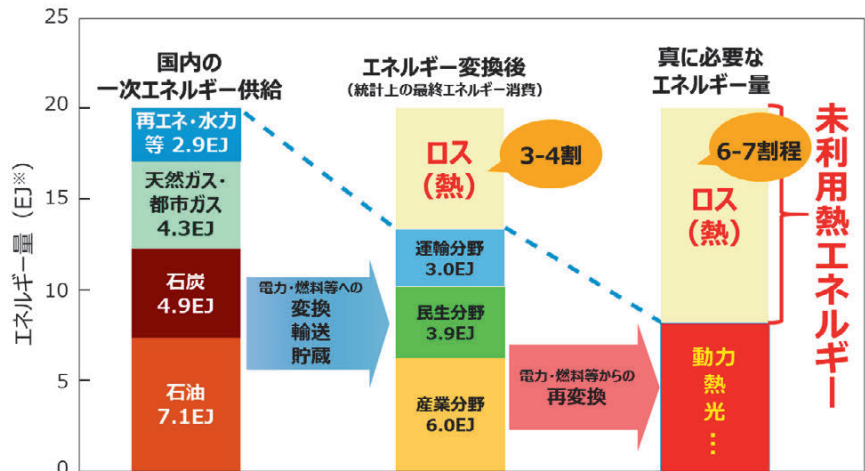 25
20
15
10
5
0
エネルギー量（EJ※）
国内の
一次エネルギー供給
再エネ・水力
等 2.9EJ
天然ガス・
都市ガス
4.3EJ
石炭
4.9EJ
石油
7.1EJ
電力・燃料等への
変換
輸送
貯蔵
エネルギー変換後
(統計上の最終エネルギー消費)
ロス
(熱)
3-4割
運輸分野
3.0EJ
民生分野
3.9EJ
産業分野
6.0EJ
電力・燃料等からの
再変換
真に必要な
エネルギー量
6-7割程
ロス
(熱)
動力
熱
光
…
未利用熱エネルギー